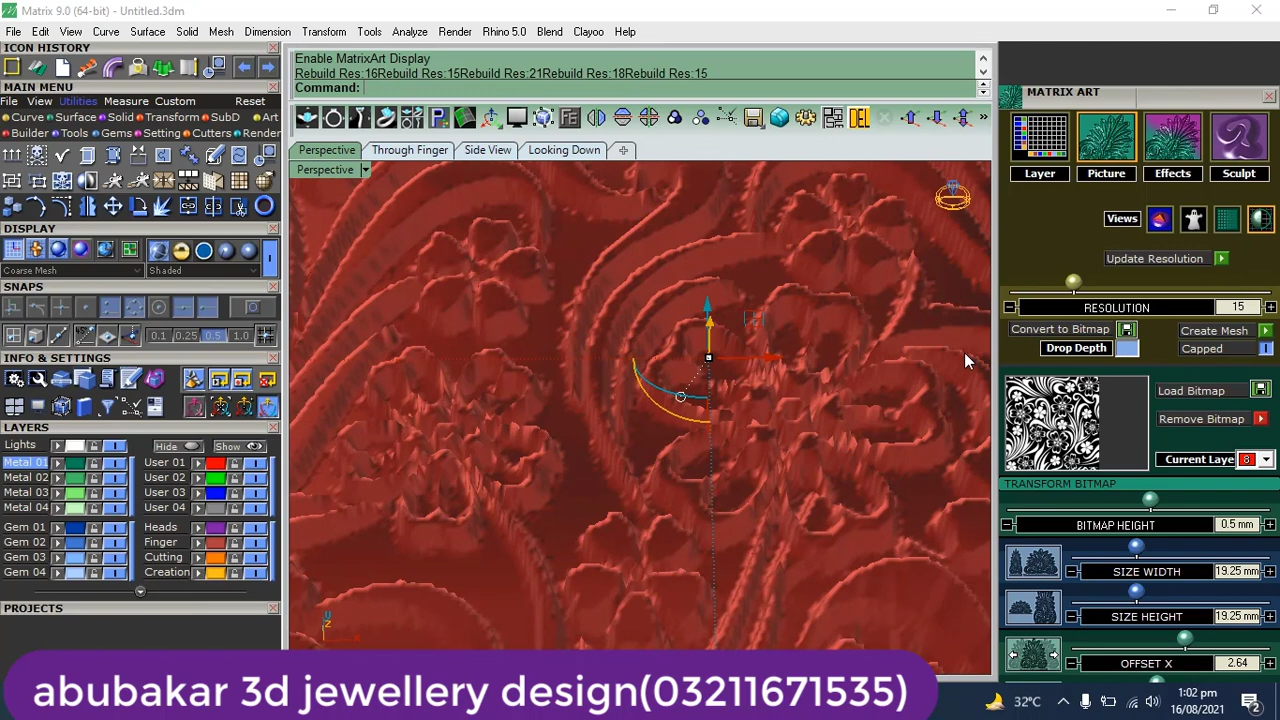 Matrix 9.0 (64-bit) - Untitled.3dm
File Edit View Curve Surface Solid Mesh Dimension Transform Tools Analyze Render Rhino 5.0 Blend Clayoo Help
ICON HISTORY
MAIN MENU
File View Utilities Measure Custom Reset
Curve Surface Solid Transform SubD Art
Builder Tools Gems Setting Cutters Render
DISPLAY
Coarse Mesh Shaded
SNAPS
0.1 0.25 0.5
INFO & SETTINGS
LAYERS
Lights Hide Show
Metal 01 User 01
Metal 02 User 02
Metal 03 User 03
Metal 04 User 04
Gem 01 Heads
Gem 02 Finger
Gem 03 Cutting
Gem 04 Creation
PROJECTS
Enable MatrixArt Display
Rebuild Res:16Rebuild Res:15Rebuild Res:21Rebuild Res:18Rebuild Res:15
Command:
DEL
Perspective Through Finger Side View Looking Down
Perspective
MATRIX ART
Layer Picture Effects Sculpt
Views
Update Resolution
RESOLUTION 15
Convert to Bitmap Create Mesh
Drop Depth Capped
Load Bitmap
Remove Bitmap
Current Laye 8
TRANSFORM BITMAP
BITMAP HEIGHT 0.5 mm
SIZE WIDTH 19.25 mm
SIZE HEIGHT 19.25 mm
OFFSET X 2.64
abubakar 3d jewellery design(03211671535)
32°C 1:02 pm
16/08/2021
2